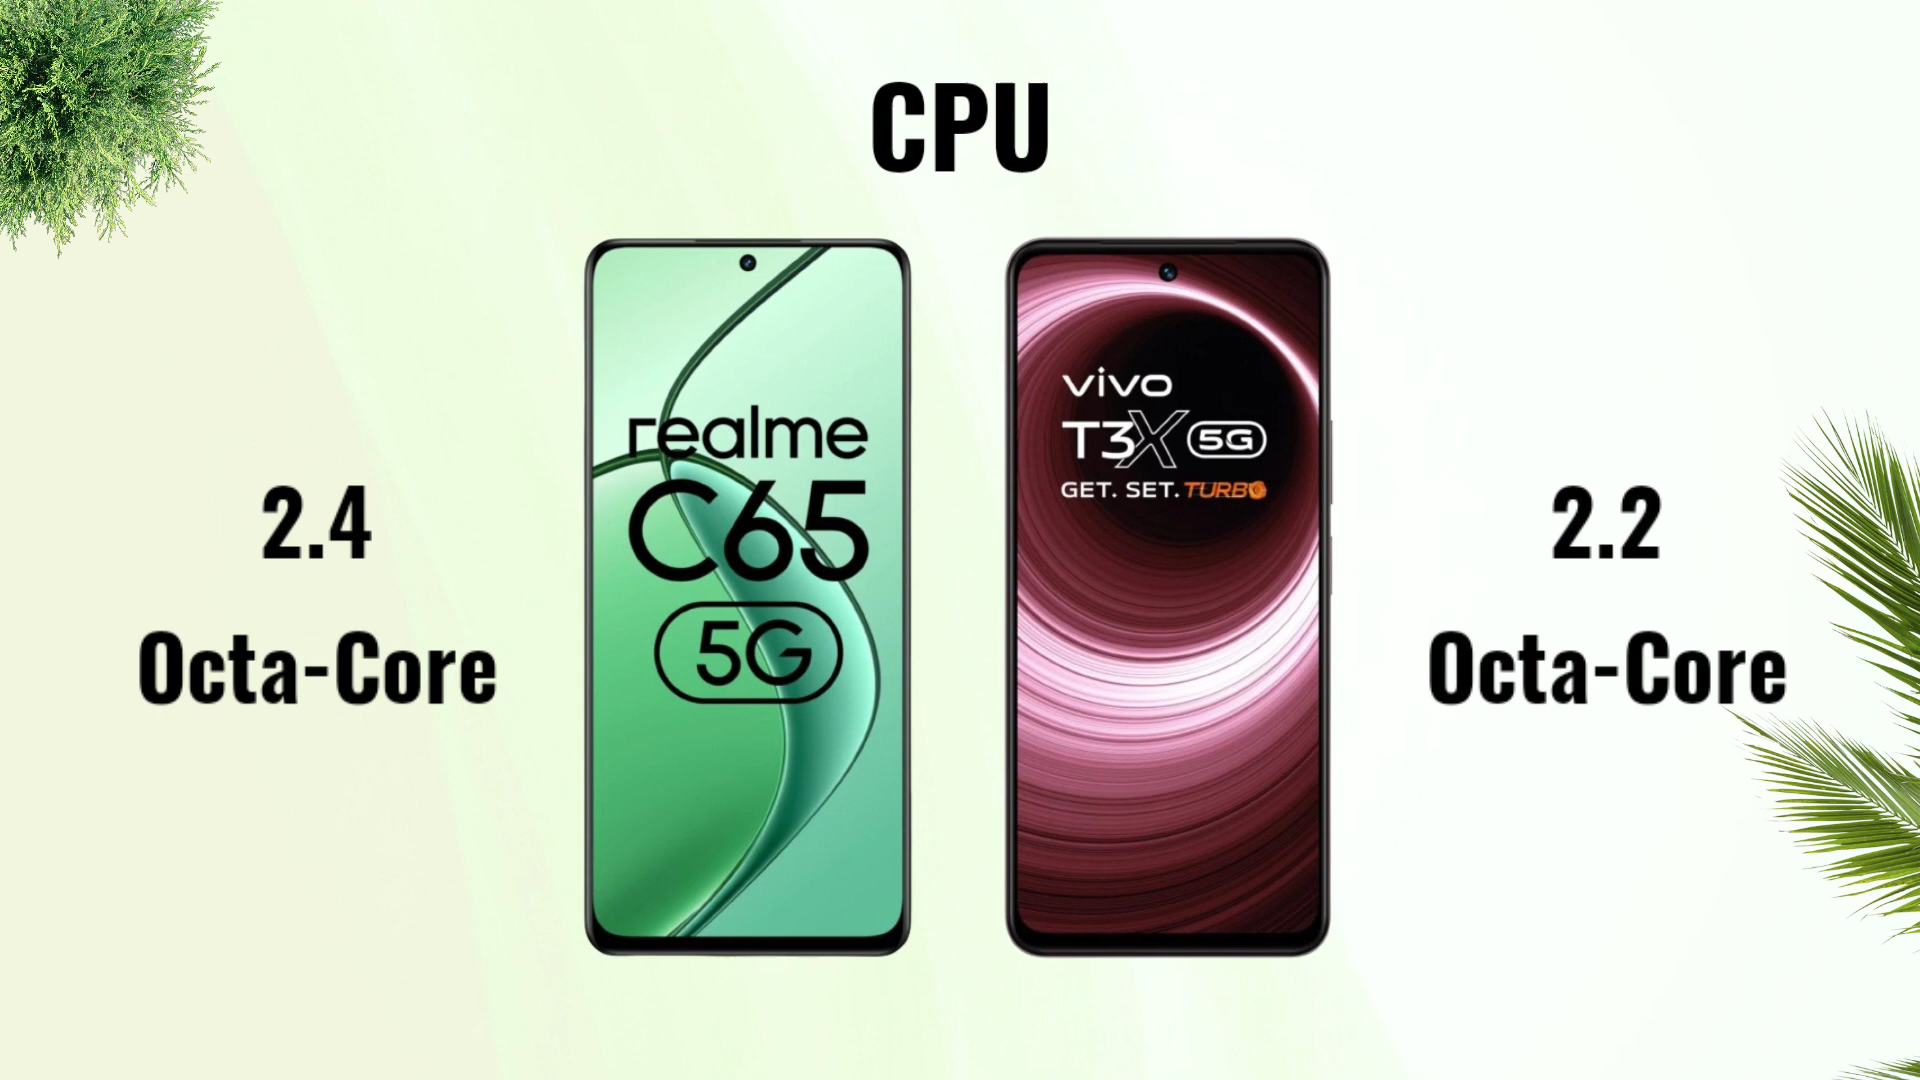 CPU
2.4
Octa-Core
realme
C65
5G
vivo
T3X 5G
GET. SET. TURBO
2.2
Octa-Core